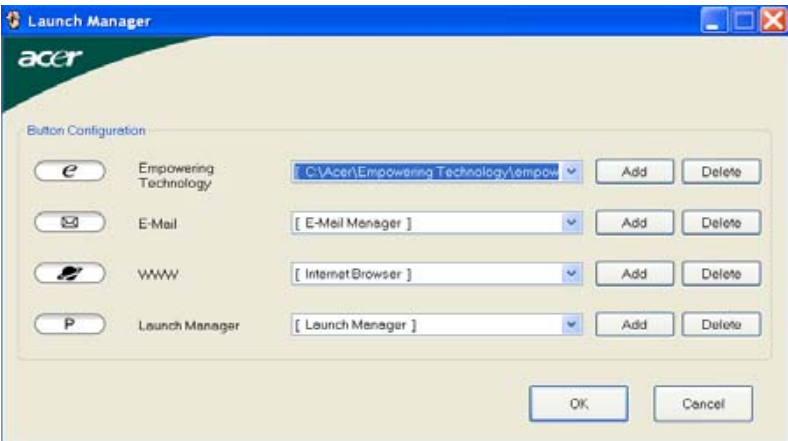 Launch Manager
acer
Button Configuration
e Empowering Technology [ C:\Acer\Empowering Technology\empow Add Delete
E-Mail [ E-Mail Manager ] Add Delete
WWW [ Internet Browser ] Add Delete
P Launch Manager [ Launch Manager ] Add Delete
OK Cancel